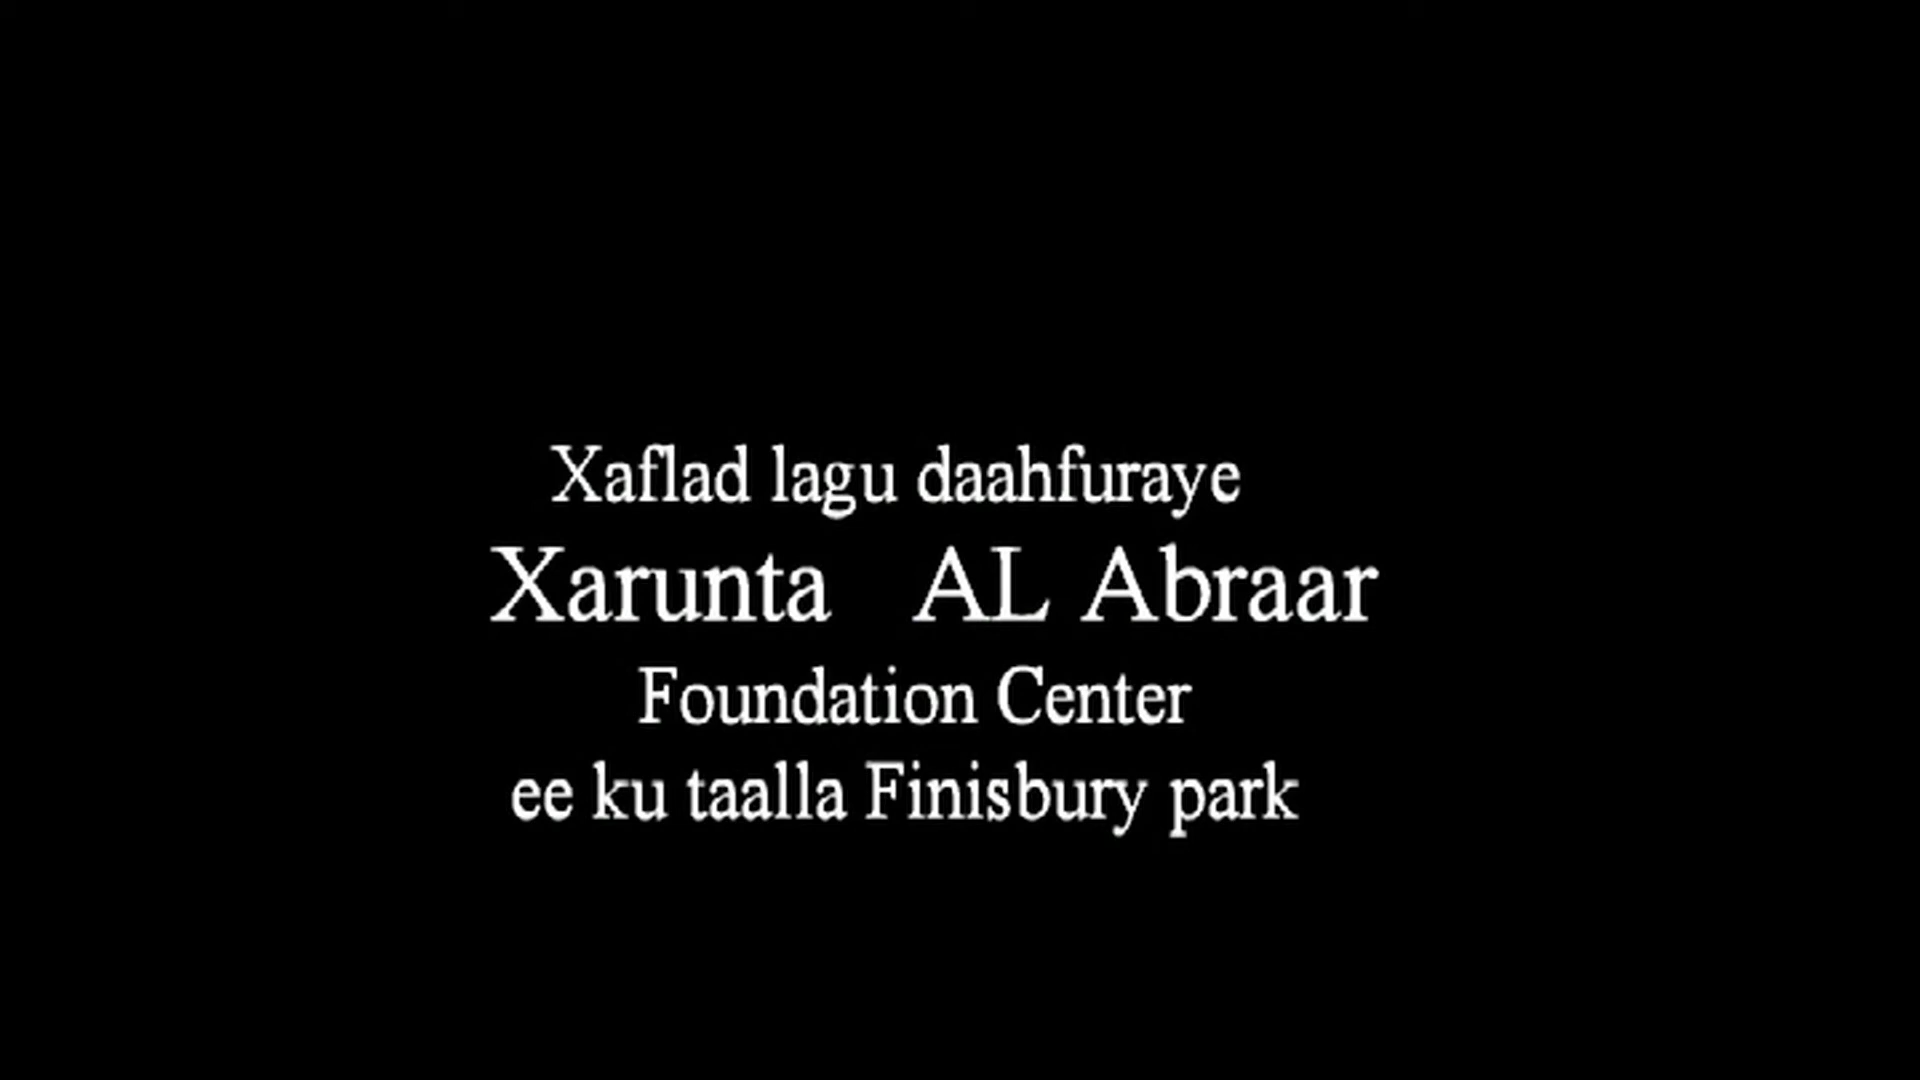 Xaflad lagu daahfuraye
Xarunta AL Abraar
Foundation Center
ee ku taalla Finisbury park